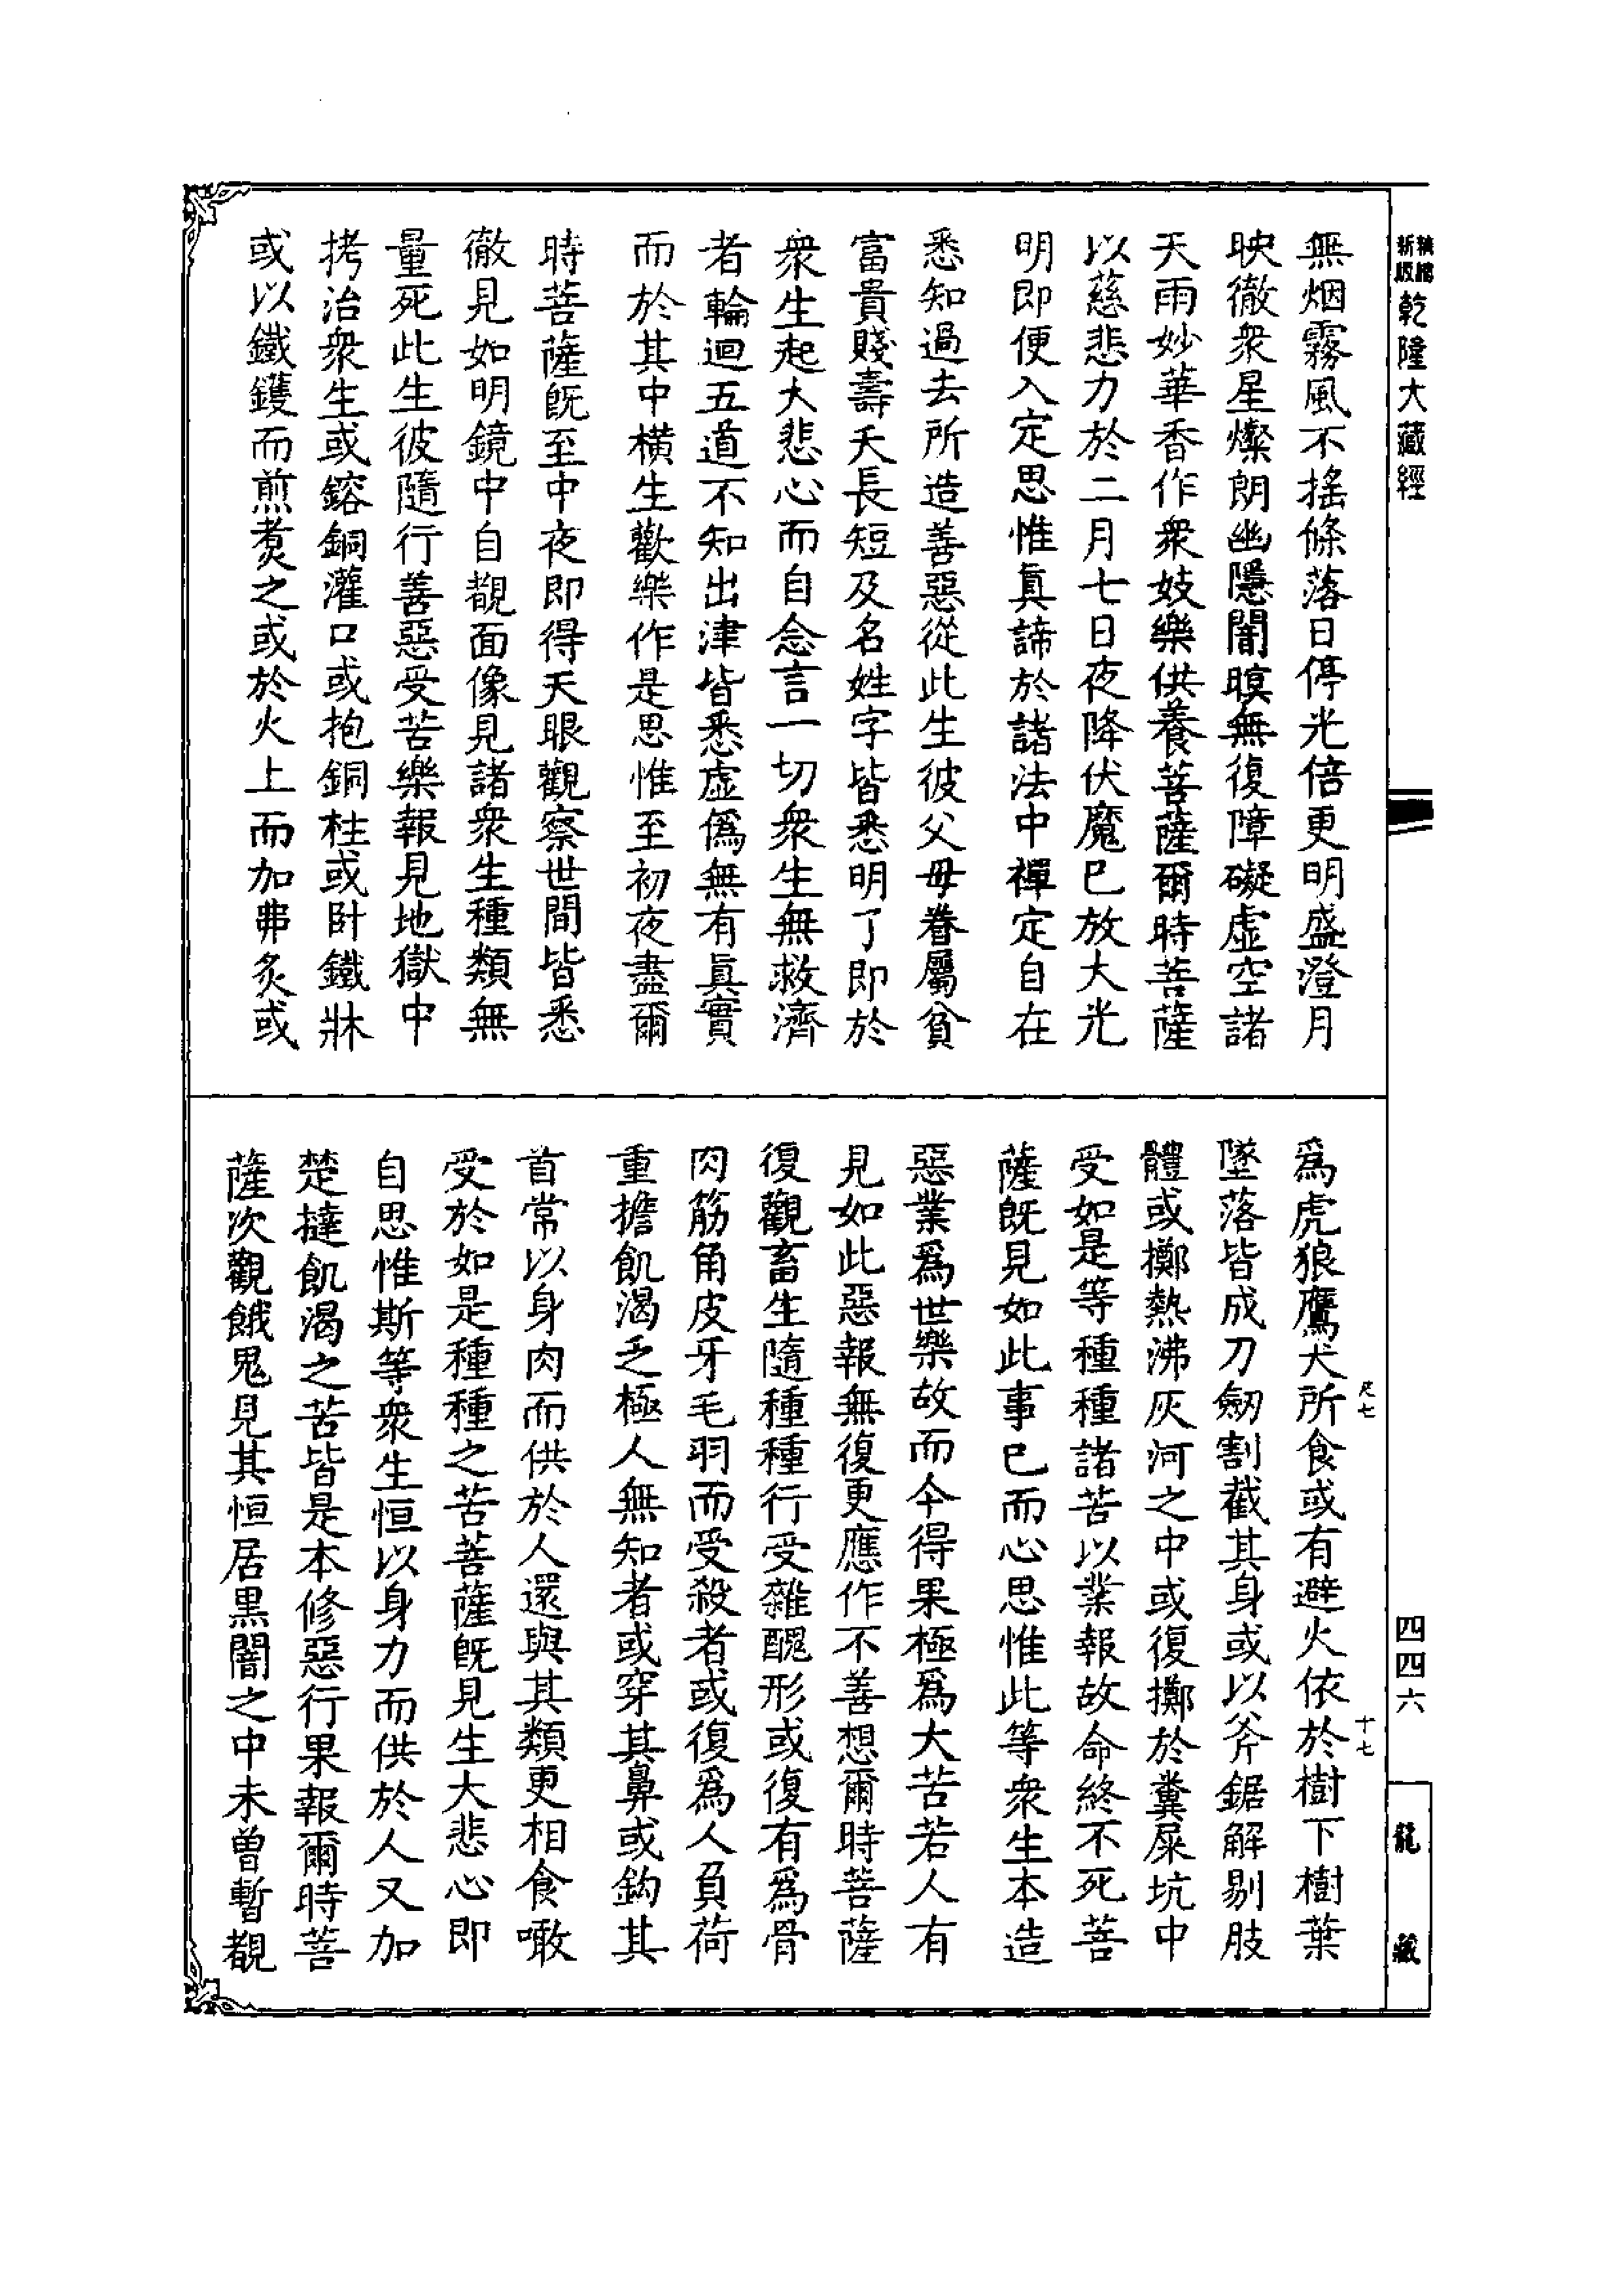 新版
精縮
乾隆大藏經
無烟霧風不搖條落日停光倍更明盛澄月
映徹衆星燦朗幽隱闇暝無復障礙虛空諸
天雨妙華香作衆妓樂供養菩薩爾時菩薩
以慈悲力於二月七日夜降伏魔已放大光
明即便入定思惟眞諦於諸法中禪定自在
悉知過去所造善惡從此生彼父母眷屬貧
富貴賤壽夭長短及名姓字皆悉明了即於
衆生起大悲心而自念言一切衆生無救濟
者輪迴五道不知出津皆悉虛僞無有眞實
而於其中橫生歡樂作是思惟至初夜盡爾
時菩薩旣至中夜即得天眼觀察世間皆悉
徹見如明鏡中自覩面像見諸衆生種類無
量死此生彼隨行善惡受苦樂報見地獄中
拷治衆生或鎔銅灌口或抱銅柱或臥鐵牀
或以鐵鑊而煎煑之或於火上而加弗炙或
爲虎狼鷹犬所食或有避火依於樹下樹葉
墜落皆成刀劒割截其身或以斧鋸解剔肢
體或擲熱沸灰河之中或復擲於糞屎坑中
受如是等種種諸苦以業報故命終不死菩
薩旣見如此事已而心思惟此等衆生本造
惡業爲世樂故而今得果極爲大苦若人有
見如此惡報無復更應作不善想爾時菩薩
復觀畜生隨種種行受雜醜形或復有爲骨
肉筋角皮牙毛羽而受殺者或復爲人負荷
重擔飢渴乏極人無知者或穿其鼻或鈎其
首常以身肉而供於人還與其類更相食噉
受於如是種種之苦菩薩旣見生大悲心即
自思惟斯等衆生恒以身力而供於人又加
楚撻飢渴之苦皆是本修惡行果報爾時菩
薩次觀餓鬼見其恒居黒闇之中未曾暫覩
尺七
十七
四四六
龍藏